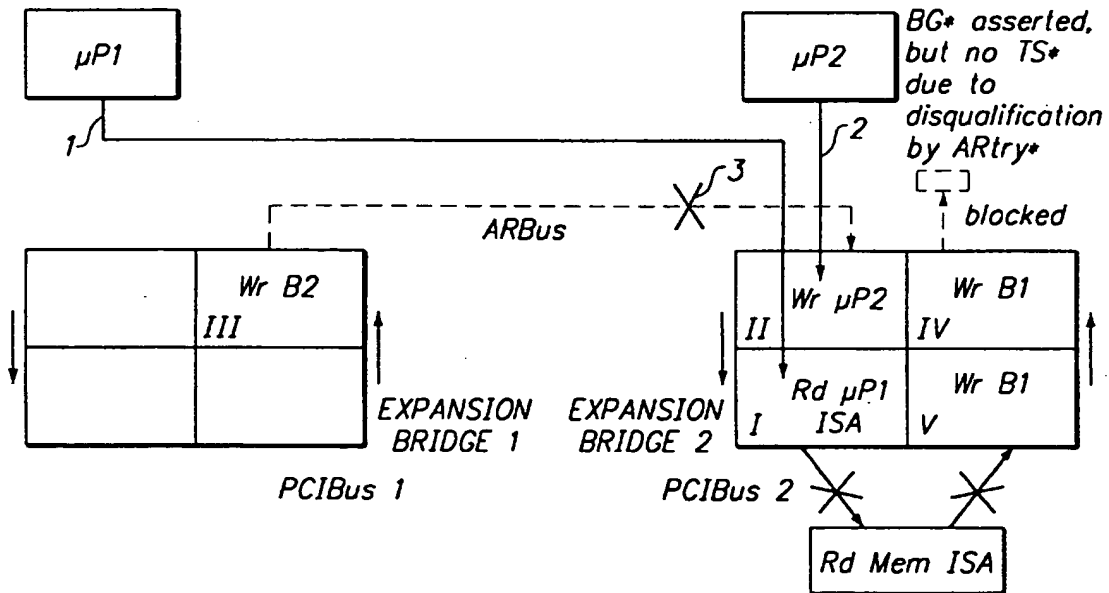 µP1
µP2
BG* asserted,
but no TS*
due to
disqualification
by ARtry*
1
2
3
ARBus
blocked
Wr B2
III
Wr µP2
II
Wr B1
IV
Rd µP1
ISA
I
Wr B1
V
EXPANSION
BRIDGE 1
EXPANSION
BRIDGE 2
PCIBus 1
PCIBus 2
Rd Mem ISA